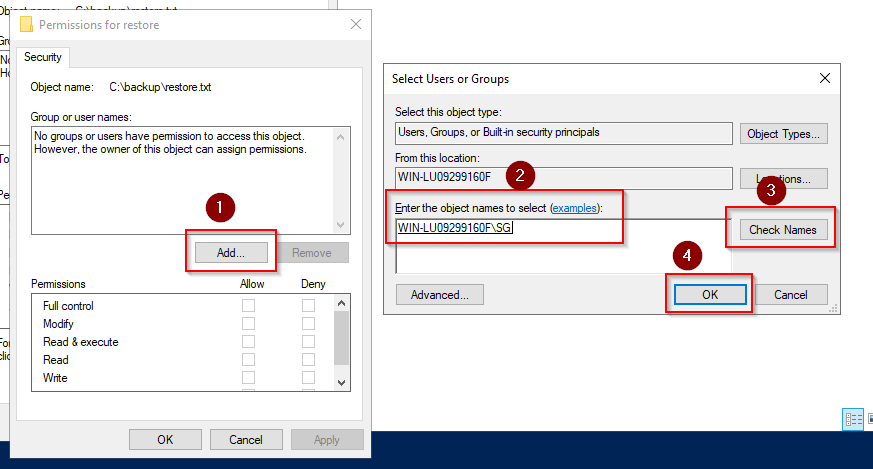 Permissions for restore
Security
Object name: C:\backup\restore.txt
Group or user names:
No groups or users have permission to access this object.
However, the owner of this object can assign permissions.
1
Add...
Remove
Permissions
Allow
Deny
Full control
Modify
Read & execute
Read
Write
OK
Cancel
Apply
Select Users or Groups
Select this object type:
Users, Groups, or Built-in security principals
Object Types...
From this location:
WIN-LU09299160F
2
3
Enter the object names to select (examples):
WIN-LU09299160F\SG
Check Names
4
Advanced...
OK
Cancel